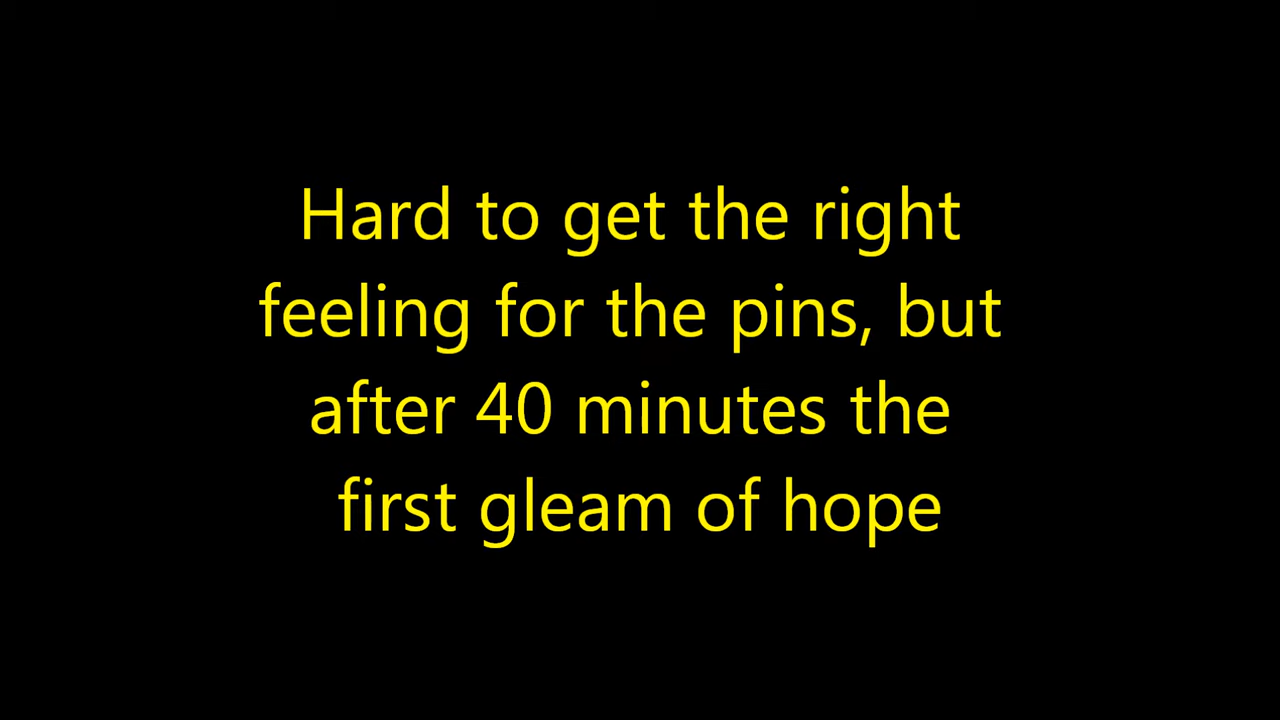 Hard to get the right
feeling for the pins, but
after 40 minutes the
first gleam of hope